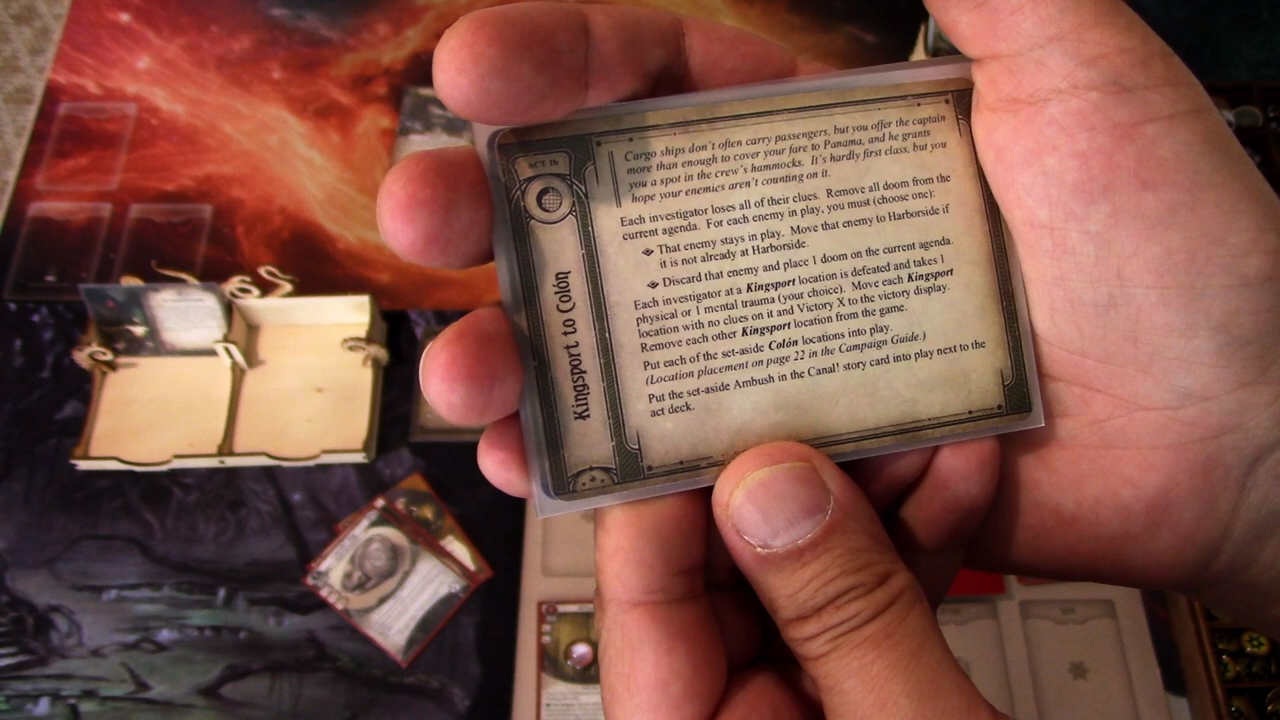 ACT 1b
Kingsport to Colón
Cargo ships don't often carry passengers, but you offer the captain
more than enough to cover your fare to Panama, and he grants
you a spot in the crew's hammocks. It's hardly first class, but you
hope your enemies aren't counting on it.
Each investigator loses all of their clues. Remove all doom from the
current agenda. For each enemy in play, you must (choose one):
That enemy stays in play. Move that enemy to Harborside if
it is not already at Harborside.
Discard that enemy and place 1 doom on the current agenda.
Each investigator at a Kingsport location is defeated and takes 1
physical or 1 mental trauma (your choice). Move each Kingsport
location with no clues on it and Victory X to the victory display.
Remove each other Kingsport location from the game.
Put each of the set-aside Colón locations into play.
(Location placement on page 22 in the Campaign Guide.)
Put the set-aside Ambush in the Canal! story card into play next to the
act deck.